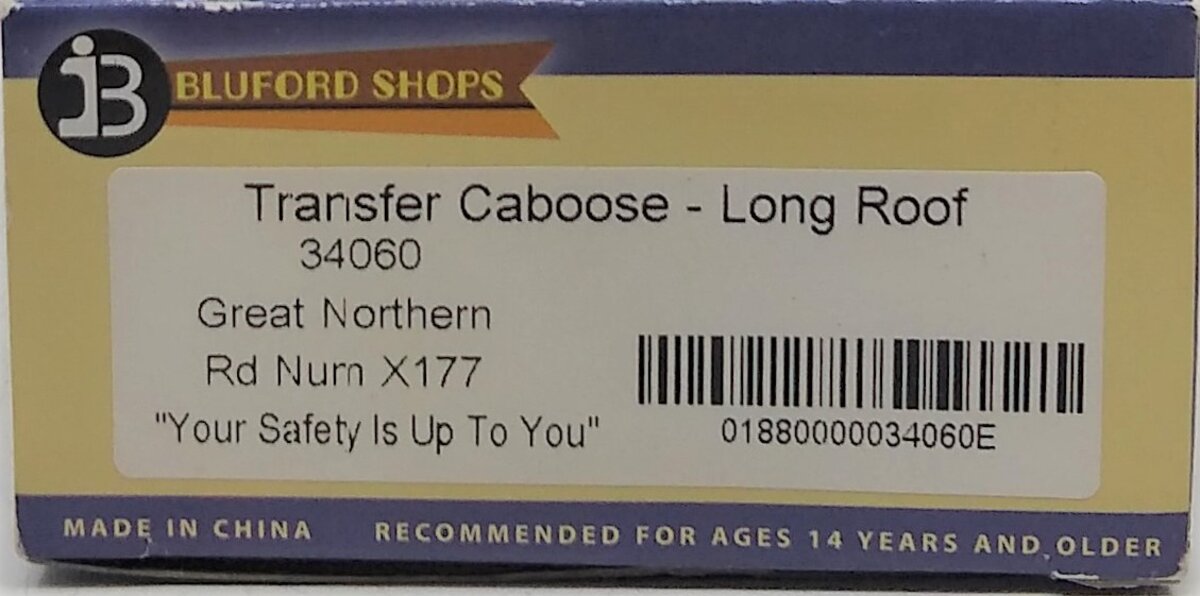 BLUFORD SHOPS
Transfer Caboose - Long Roof
34060
Great Northern
Rd Num X177
"Your Safety Is Up To You"
01880000034060E
MADE IN CHINA RECOMMENDED FOR AGES 14 YEARS AND OLDER